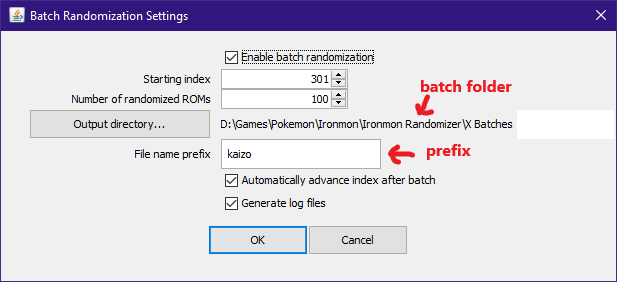 Batch Randomization Settings
Enable batch randomization
Starting index 301
batch folder
Number of randomized ROMs 100
Output directory... D:\Games\Pokemon\Ironmon\Ironmon Randomizer\X Batches
File name prefix kaizo prefix
Automatically advance index after batch
Generate log files
OK Cancel